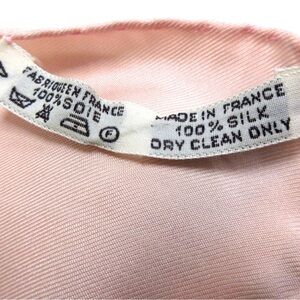 FABRIQUE EN FRANCE
100% SOIE
F
MADE IN FRANCE
100% SILK
DRY CLEAN ONLY